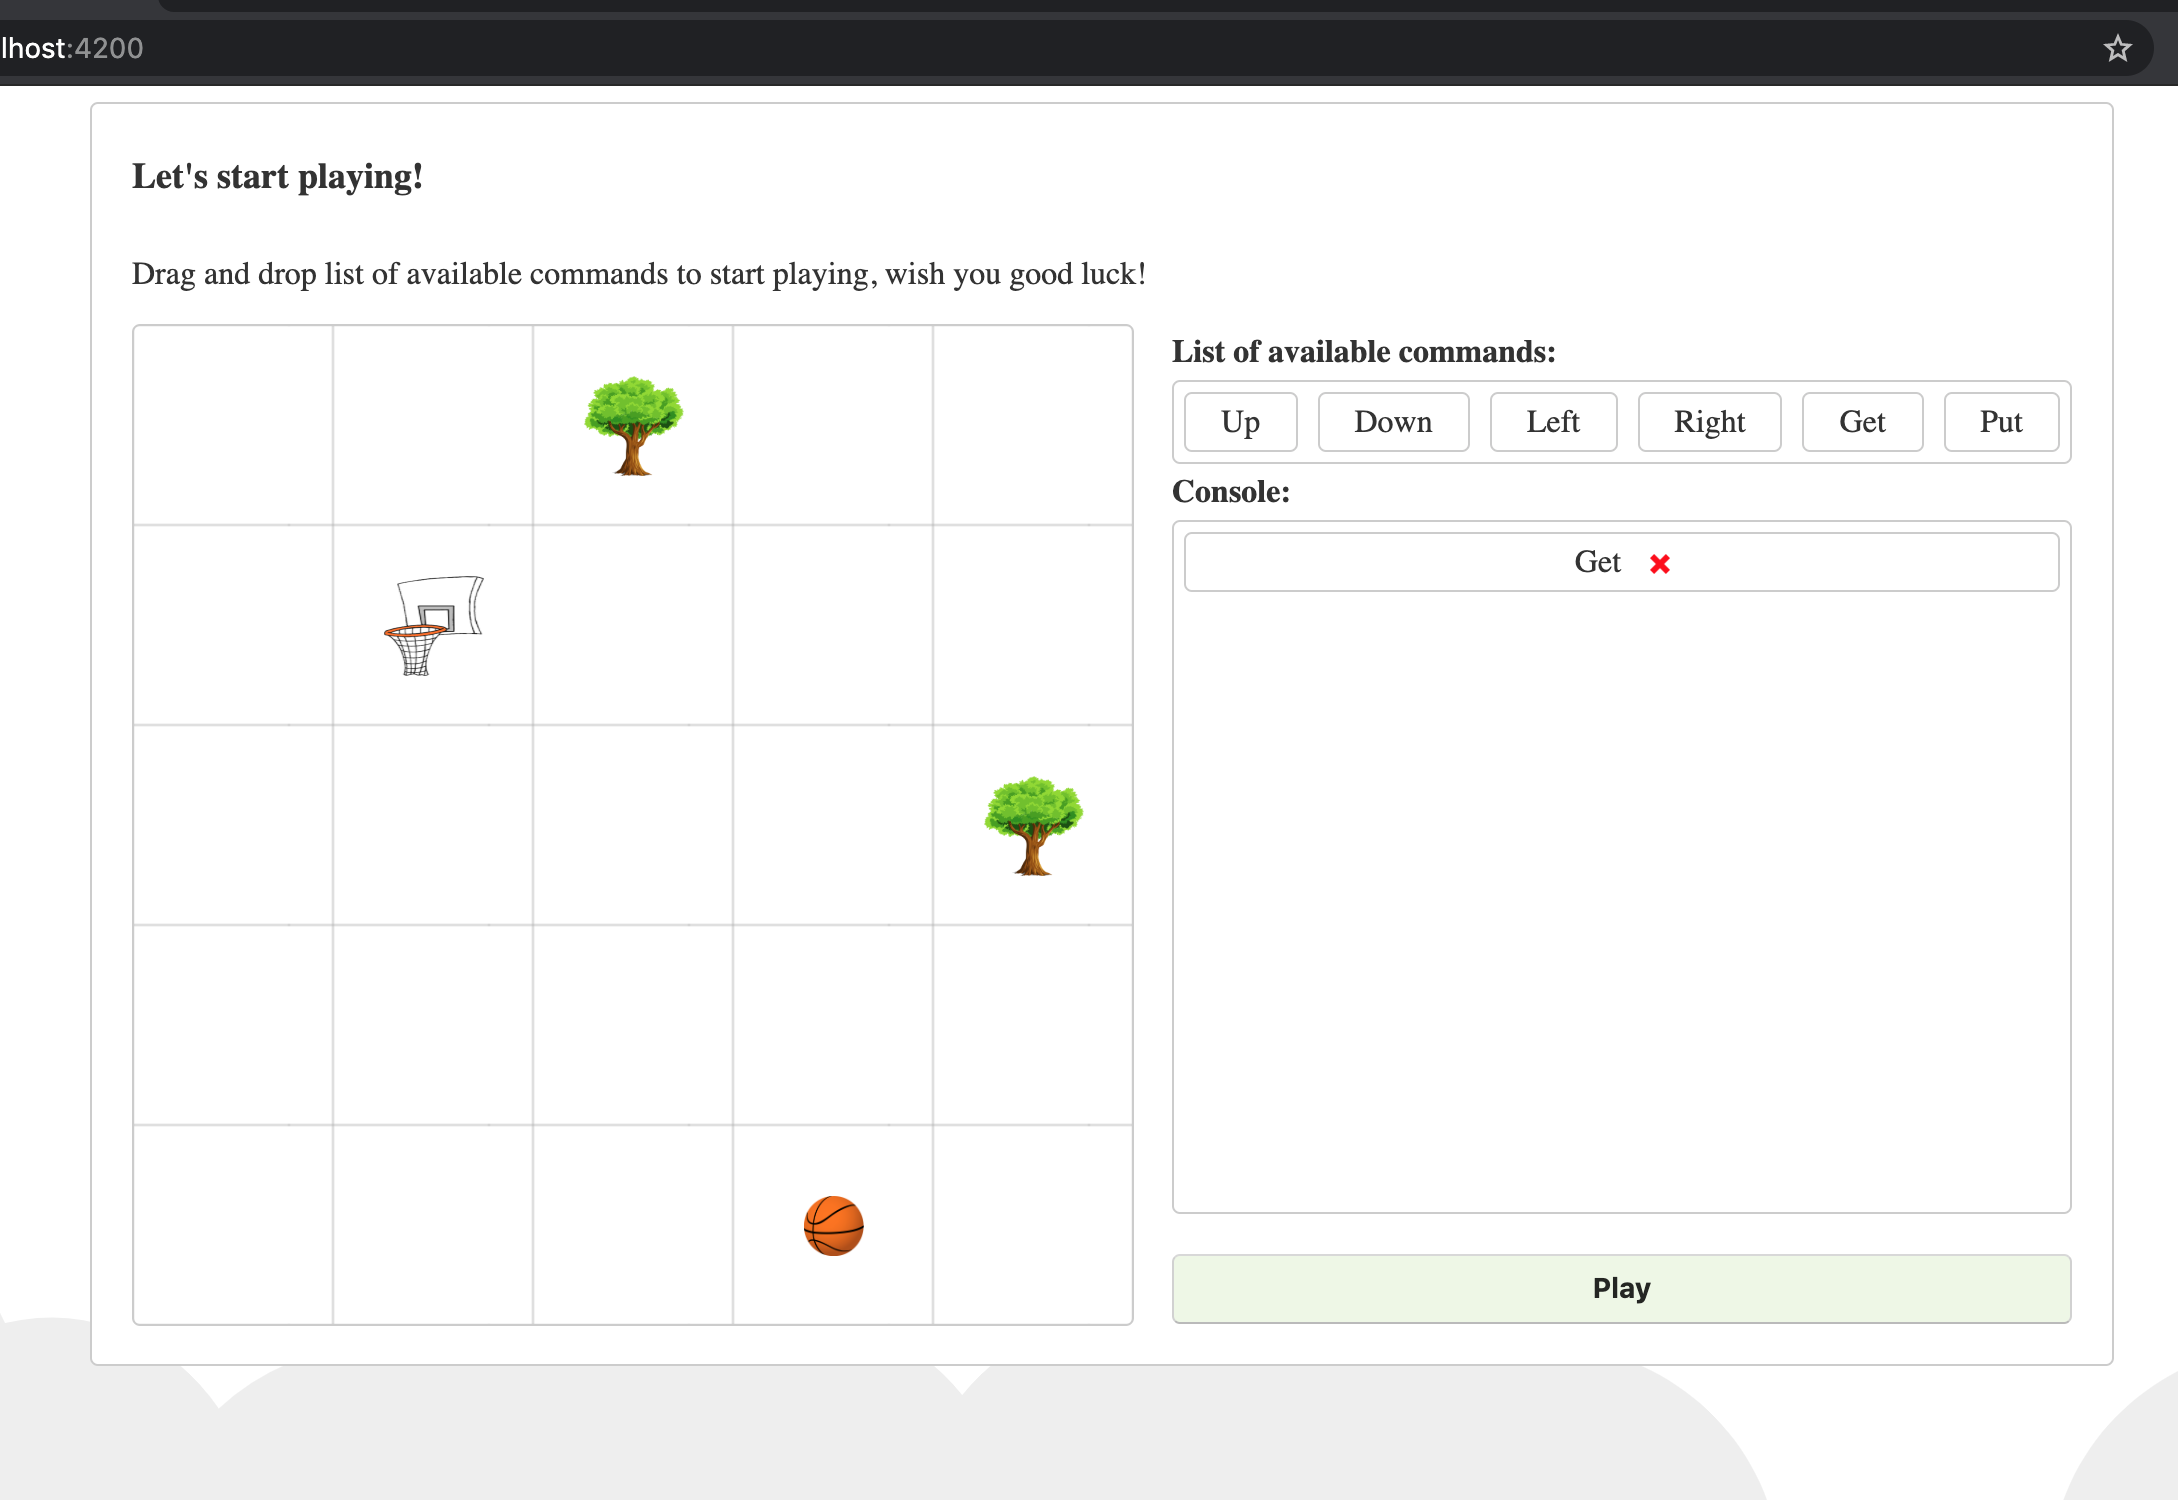 lhost:4200
Let's start playing!
Drag and drop list of available commands to start playing, wish you good luck!
List of available commands:
Up Down Left Right Get Put
Console:
Get
Play